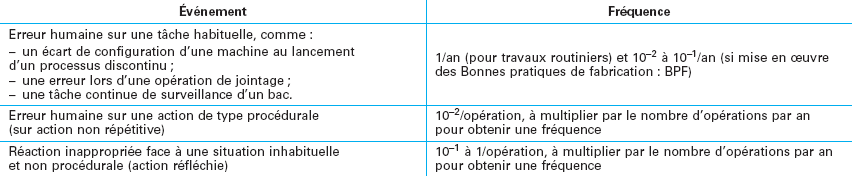 Événement
Fréquence
Erreur humaine sur une tâche habituelle, comme :
– un écart de configuration d’une machine au lancement
d’un processus discontinu ;
– une erreur lors d’une opération de jointage ;
– une tâche continue de surveillance d’un bac.
1/an (pour travaux routiniers) et 10⁻² à 10⁻¹/an (si mise en œuvre
des Bonnes pratiques de fabrication : BPF)
Erreur humaine sur une action de type procédurale
(sur action non répétitive)
10⁻²/opération, à multiplier par le nombre d’opérations par an
pour obtenir une fréquence
Réaction inappropriée face à une situation inhabituelle
et non procédurale (action réfléchie)
10⁻¹ à 1/opération, à multiplier par le nombre d’opérations par an
pour obtenir une fréquence